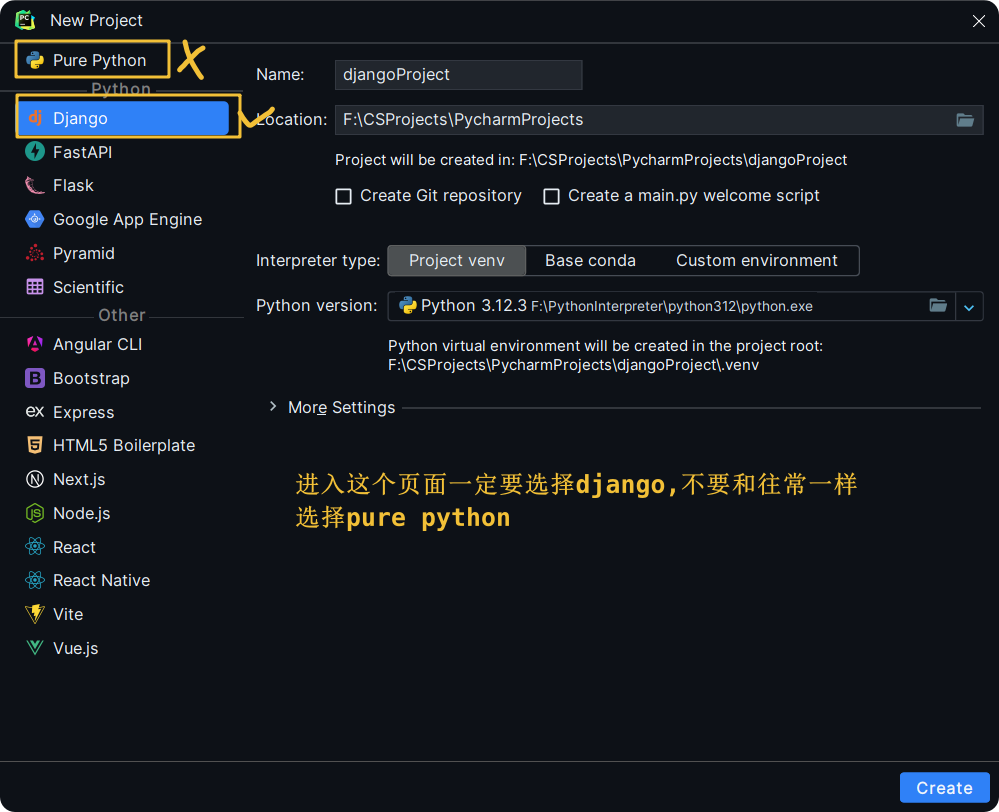 New Project
Pure Python
Python
Django
FastAPI
Flask
Google App Engine
Pyramid
Scientific
Other
Angular CLI
Bootstrap
Express
HTML5 Boilerplate
Next.js
Node.js
React
React Native
Vite
Vue.js
Name: djangoProject
Location: F:\CSProjects\PycharmProjects
Project will be created in: F:\CSProjects\PycharmProjects\djangoProject
Create Git repository Create a main.py welcome script
Interpreter type: Project venv Base conda Custom environment
Python version: Python 3.12.3 F:\PythonInterpreter\python312\python.exe
Python virtual environment will be created in the project root:
F:\CSProjects\PycharmProjects\djangoProject\.venv
More Settings
进入这个页面一定要选择django,不要和往常一样
选择pure python
Create